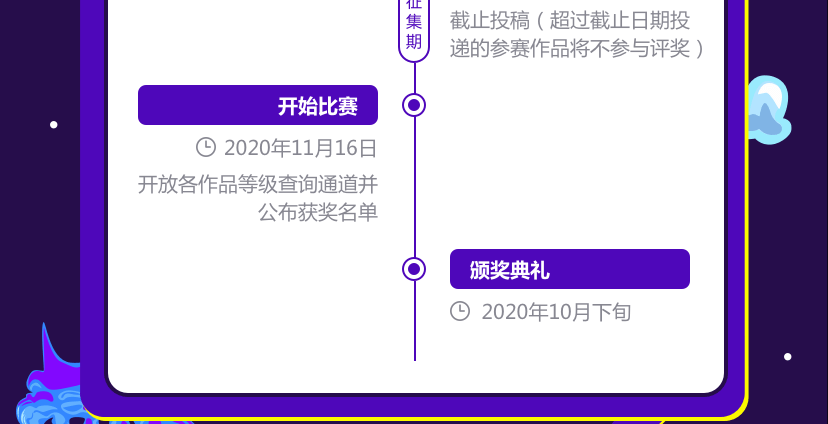 征集期
截止投稿（超过截止日期投
递的参赛作品将不参与评奖）
开始比赛
2020年11月16日
开放各作品等级查询通道并
公布获奖名单
颁奖典礼
2020年10月下旬